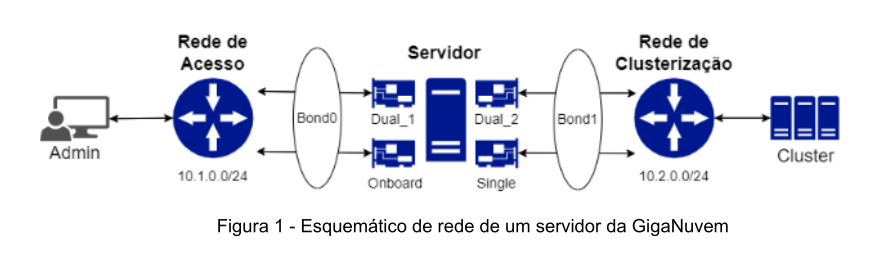 Rede de
Acesso
Servidor
Rede de
Clusterização
Bond0
Dual_1
Dual_2
Bond1
Admin
Onboard
Single
Cluster
10.1.0.0/24
10.2.0.0/24
Figura 1 - Esquemático de rede de um servidor da GigaNuvem